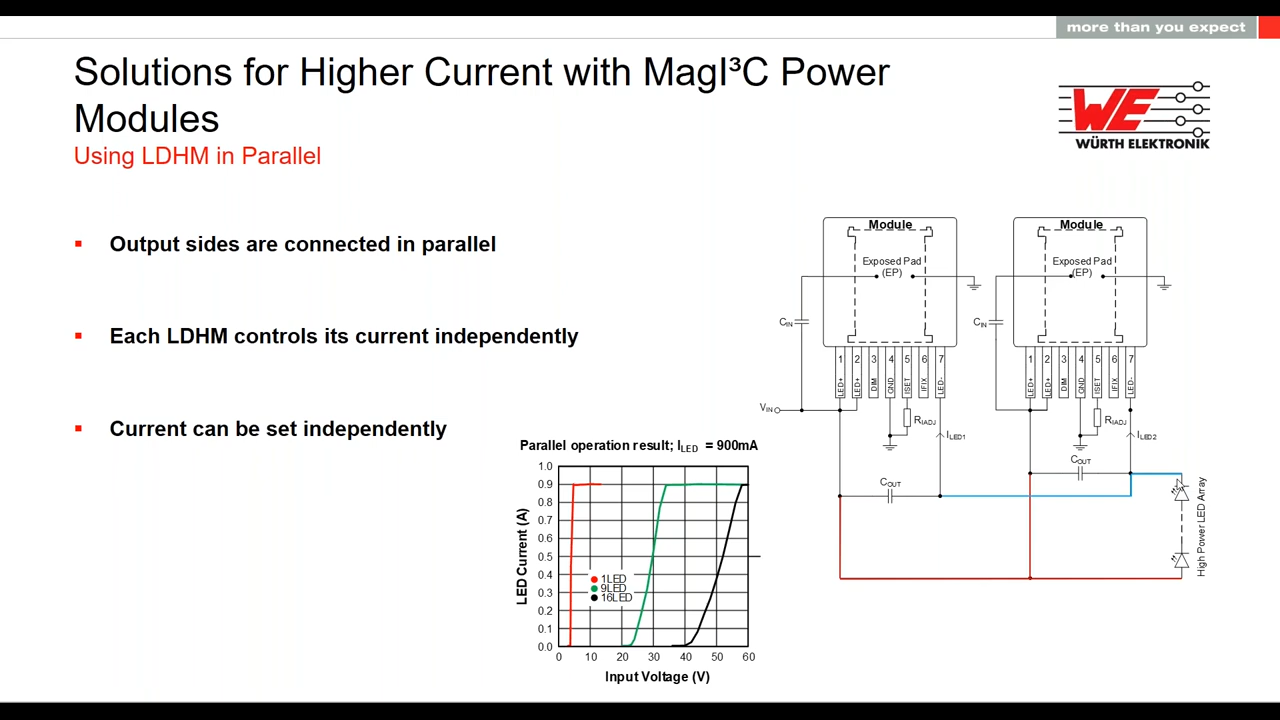 more than you expect
Solutions for Higher Current with MagI³C Power
Modules
Using LDHM in Parallel
WE
WÜRTH ELEKTRONIK
▪ Output sides are connected in parallel
▪ Each LDHM controls its current independently
▪ Current can be set independently
Module
Exposed Pad
(EP)
CIN
1 2 3 4 5 6 7
LED+ LED+ DIM GND ISET IFIX LED-
VIN
RIADJ
ILED1
COUT
Module
Exposed Pad
(EP)
CIN
1 2 3 4 5 6 7
LED+ LED+ DIM GND ISET IFIX LED-
RIADJ
ILED2
COUT
High Power LED Array
Parallel operation result; ILED = 900mA
LED Current (A)
1.0
0.9
0.8
0.7
0.6
0.5
0.4
0.3
0.2
0.1
0.0
1LED
9LED
16LED
0 10 20 30 40 50 60
Input Voltage (V)